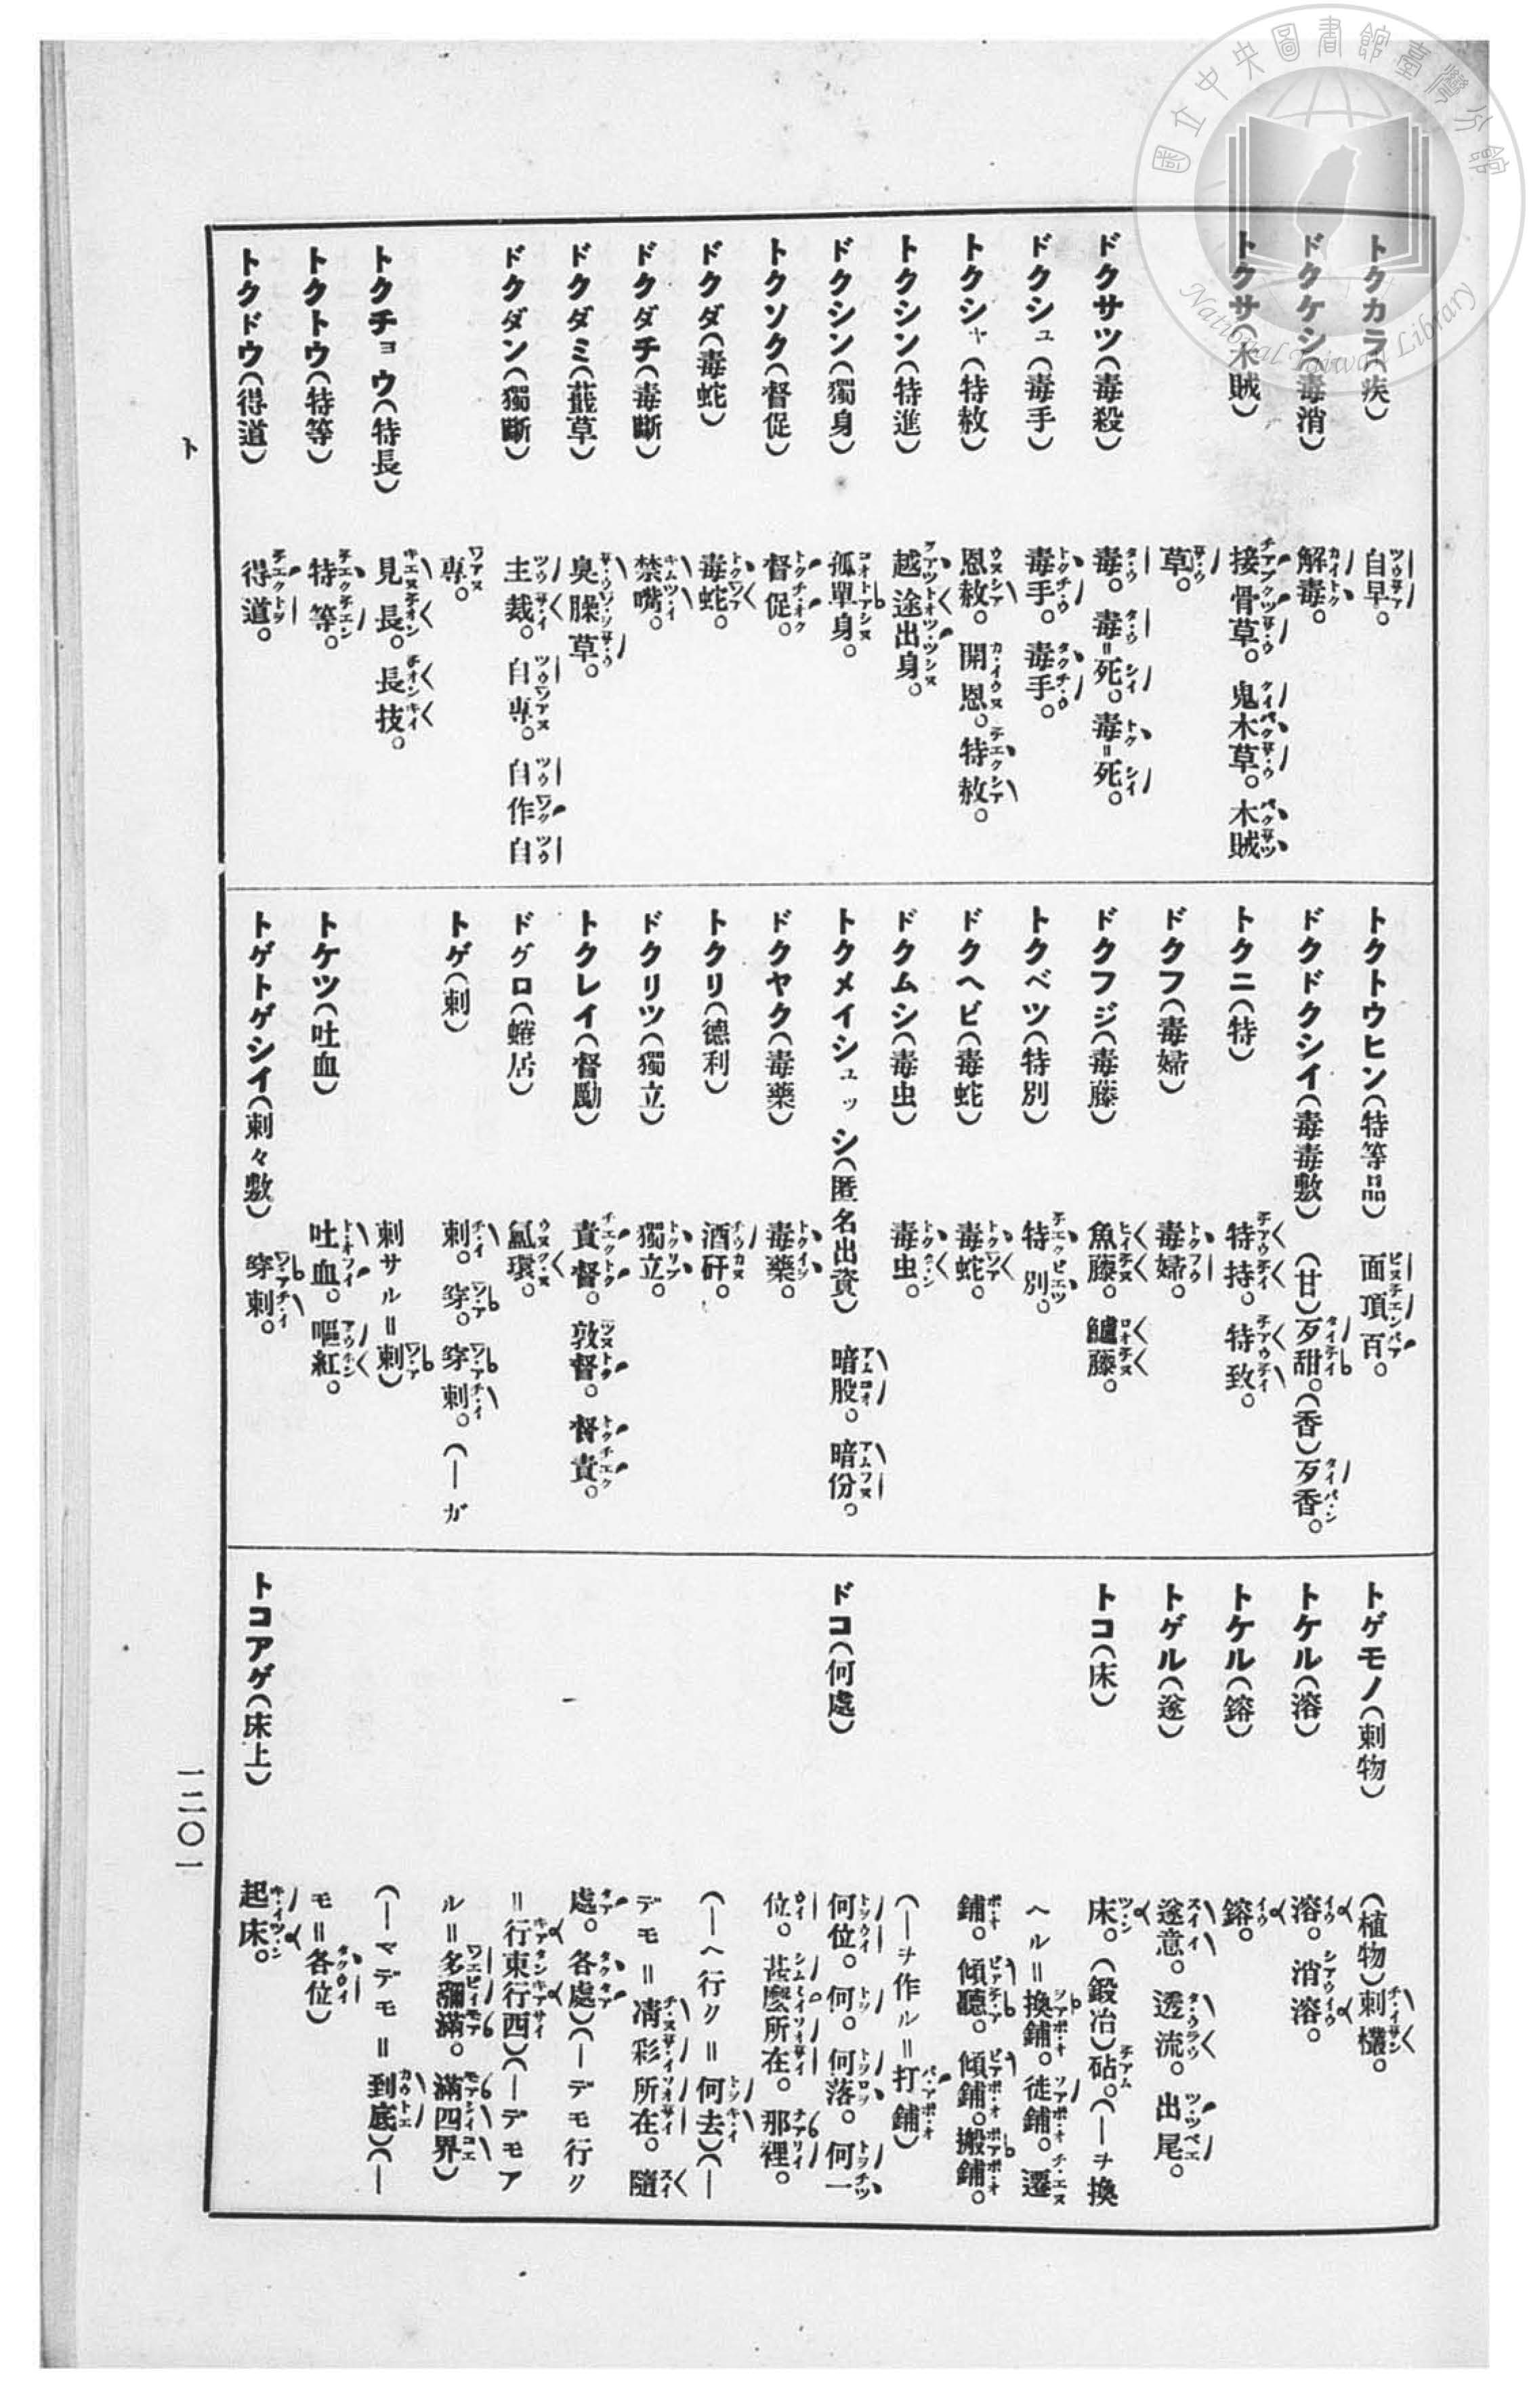 國立中央圖書館臺灣分館
National Taiwan Library
トクカラ(疾) 自早。
ドクケシ(毒消) 解毒。
トクサ(木賊) 接骨草。鬼木草。木賊
草。
ドクサツ(毒殺) 毒。毒=死。毒=死。
ドクシュ(毒手) 毒手。毒手。
トクシャ(特赦) 恩赦。開恩。特赦。
トクシン(特進) 越途出身。
ドクシン(獨身) 孤單身。
トクソク(督促) 督促。
ドクダ(毒蛇) 毒蛇。
ドクダチ(毒斷) 禁嘴。
ドクダミ(蕺草) 臭臊草。
ドクダン(獨斷) 主裁。自專。自作自
專。
トクチョウ(特長) 見長。長技。
トクトウ(特等) 特等。
トクドウ(得道) 得道。
トクトウヒン(特等品) 面頂百。
ドクドクシイ(毒毒敷) (甘)歹甜。(香)歹香。
トクニ(特) 特持。特致。
ドクフ(毒婦) 毒婦。
ドクフジ(毒藤) 魚藤。鱸藤。
トクベツ(特別) 特別。
ドクヘビ(毒蛇) 毒蛇。
ドクムシ(毒虫) 毒虫。
トクメイシュッシ(匿名出資) 暗股。暗份。
ドクヤク(毒藥) 毒藥。
トクリ(德利) 酒矸。
ドクリツ(獨立) 獨立。
トクレイ(督勵) 責督。敦督。督責。
ドグロ(蜷居) 氳環。
トゲ(刺) 刺。穿。穿刺。(―ガ
刺サル=刺)
トケツ(吐血) 吐血。嘔紅。
トゲトゲシイ(刺々敷) 穿刺。
トゲモノ(刺物) (植物)刺欉。
トケル(溶) 溶。消溶。
トケル(鎔) 鎔。
トゲル(遂) 遂意。透流。出尾。
トコ(床) 床。(鍛冶)砧。(―ヲ換
ヘル=換鋪。徒鋪。遷
鋪。傾聽。傾鋪。搬鋪。
(―ヲ作ル=打鋪)
ドコ(何處) 何位。何。何落。何一
位。甚麼所在。那裡。
(―ヘ行ク=何去)(―
デモ=凊彩所在。隨
處。各處)(―デモ行ク
=行東行西)(―デモア
ル=多彌滿。滿四界)
(―マデモ=到底)(―
モ=各位)
トコアゲ(床上) 起床。
ト
一二〇一